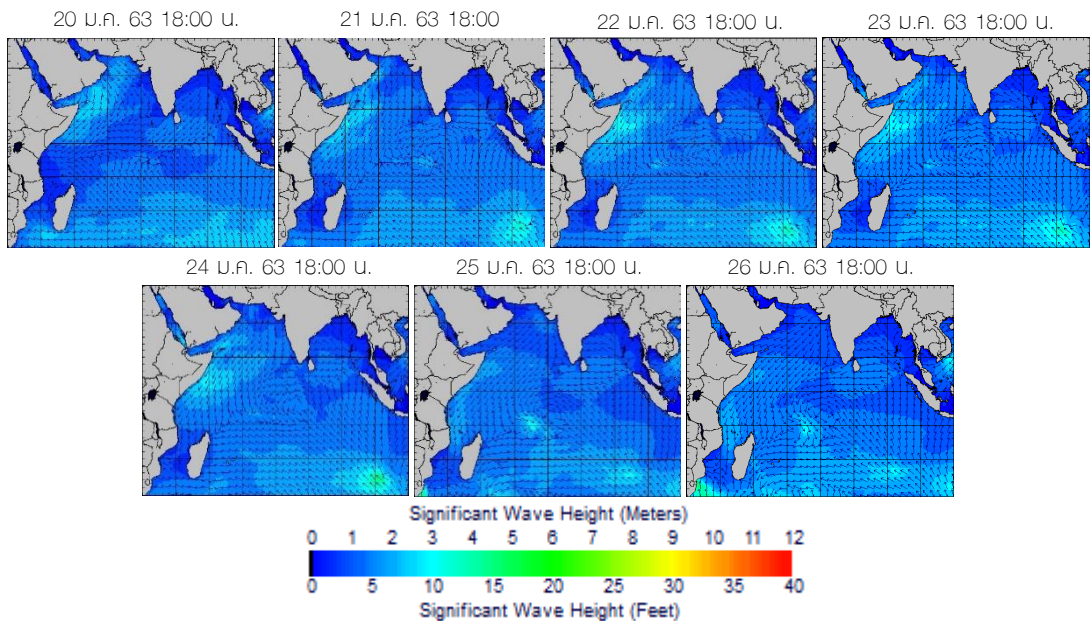 20 ม.ค. 63 18:00 น.
21 ม.ค. 63 18:00
22 ม.ค. 63 18:00 น.
23 ม.ค. 63 18:00 น.
24 ม.ค. 63 18:00 น.
25 ม.ค. 63 18:00 น.
26 ม.ค. 63 18:00 น.
Significant Wave Height (Meters)
0 1 2 3 4 5 6 7 8 9 10 11 12
0 5 10 15 20 25 30 35 40
Significant Wave Height (Feet)